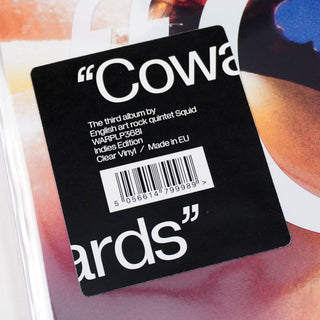 “Cowa
The third album by
English art rock quintet Squid
WARPLP368I
Indies Edition
Clear Vinyl / Made in EU
5 056614 799989 >
ards”